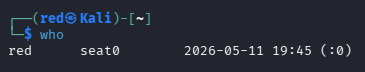 ┌──(red㉿Kali)-[~]
└─$ who
red      seat0        2026-05-11 19:45 (:0)